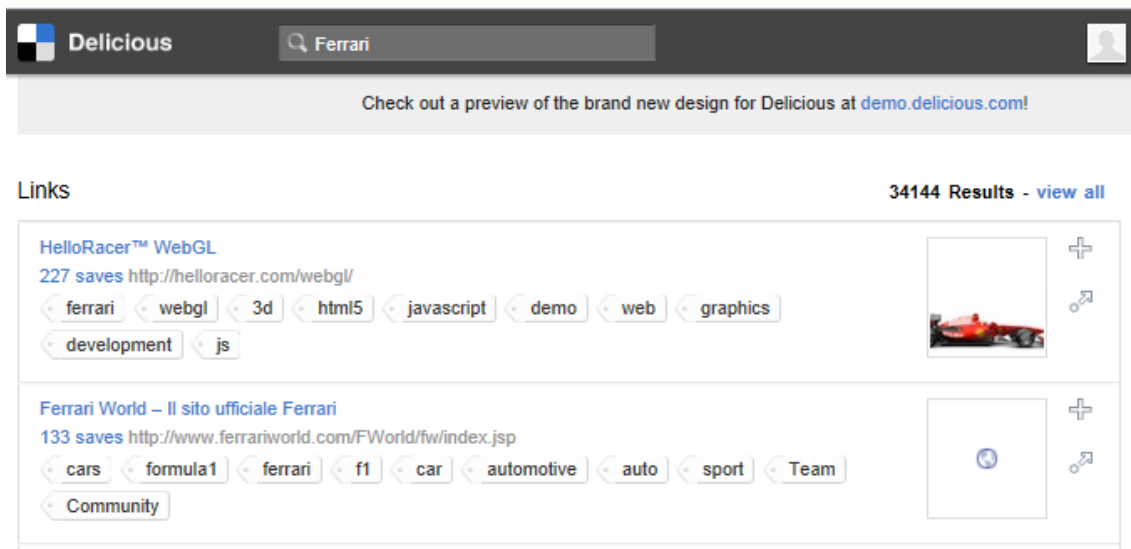 Delicious Ferrari
Check out a preview of the brand new design for Delicious at demo.delicious.com!
Links 34144 Results - view all
HelloRacer™ WebGL
227 saves http://helloracer.com/webgl/
ferrari webgl 3d html5 javascript demo web graphics
development js
Ferrari World – Il sito ufficiale Ferrari
133 saves http://www.ferrariworld.com/FWorld/fw/index.jsp
cars formula1 ferrari f1 car automotive auto sport Team
Community